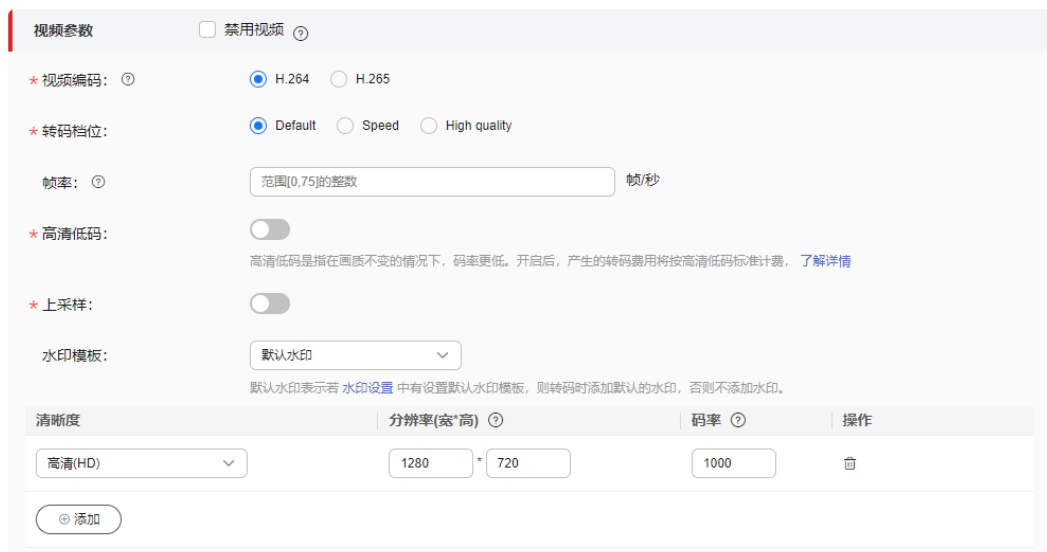 视频参数 禁用视频 ?
* 视频编码: ? H.264 H.265
* 转码档位: Default Speed High quality
帧率: ? 范围[0,75]的整数 帧/秒
* 高清低码:
高清低码是指在画质不变的情况下，码率更低。开启后，产生的转码费用将按高清低码标准计费， 了解详情
* 上采样:
水印模板: 默认水印
默认水印表示若 水印设置 中有设置默认水印模板，则转码时添加默认的水印，否则不添加水印。
清晰度 分辨率(宽*高) ? 码率 ? 操作
高清(HD) 1280 * 720 1000
添加